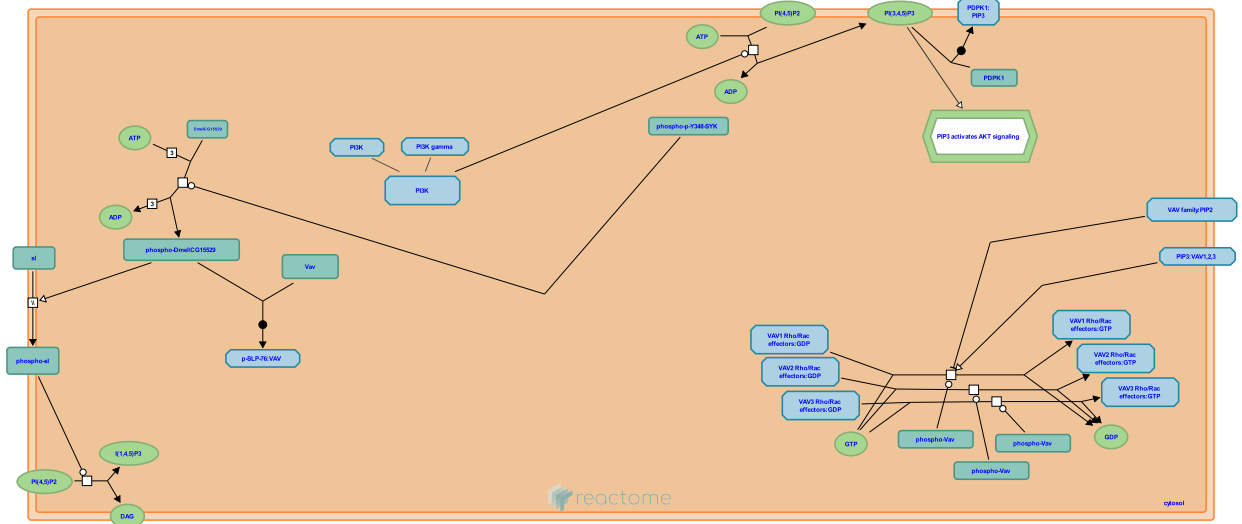 PI(4,5)P2
PI(3,4,5)P3
PDPK1:
PIP3
ATP
PDPK1
ADP
PIP3 activates AKT signaling
phospho-p-Y348-SYK
ATP
Dmel\CG15529
3
PI3K
PI3K gamma
PI3K
3
ADP
phospho-Dmel\CG15529
sl
Vav
VAV family:PIP2
PIP3:VAV1,2,3
\\
phospho-sl
p-SLP-76:VAV
VAV1 Rho/Rac
effectors:GDP
VAV2 Rho/Rac
effectors:GDP
VAV3 Rho/Rac
effectors:GDP
VAV1 Rho/Rac
effectors:GTP
VAV2 Rho/Rac
effectors:GTP
VAV3 Rho/Rac
effectors:GTP
GTP
phospho-Vav
phospho-Vav
phospho-Vav
GDP
I(1,4,5)P3
PI(4,5)P2
DAG
reactome
cytosol